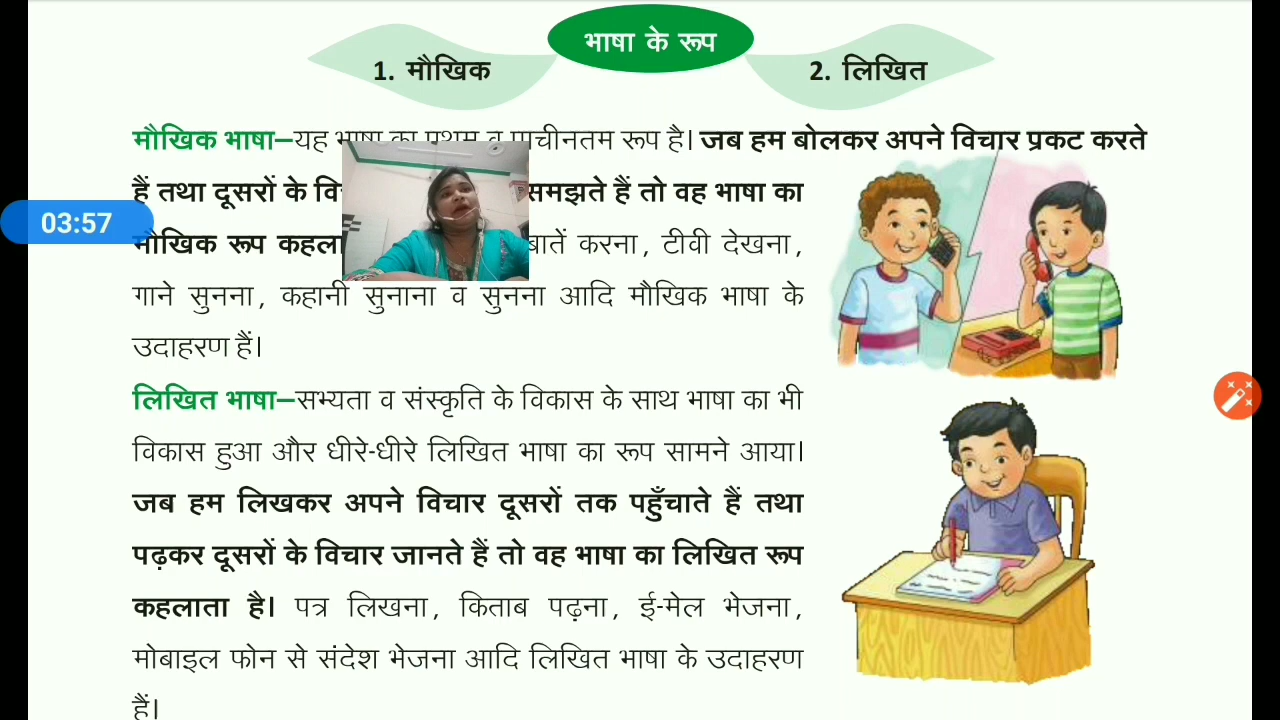 भाषा के रूप
1. मौखिक
2. लिखित
मौखिक भाषा–यह भाषा का प्रथम व प्राचीनतम रूप है। जब हम बोलकर अपने विचार प्रकट करते
हैं तथा दूसरों के समझते हैं तो वह भाषा का
03:57
मौखिक रूप बातें करना, टीवी देखना,
गाने सुनना, कहानी सुनाना व सुनना आदि मौखिक भाषा के
उदाहरण हैं।
लिखित भाषा–सभ्यता व संस्कृति के विकास के साथ भाषा का भी
विकास हुआ और धीरे-धीरे लिखित भाषा का रूप सामने आया।
जब हम लिखकर अपने विचार दूसरों तक पहुँचाते हैं तथा
पढ़कर दूसरों के विचार जानते हैं तो वह भाषा का लिखित रूप
कहलाता है। पत्र लिखना, किताब पढ़ना, ई-मेल भेजना,
मोबाइल फोन से संदेश भेजना आदि लिखित भाषा के उदाहरण
हैं।